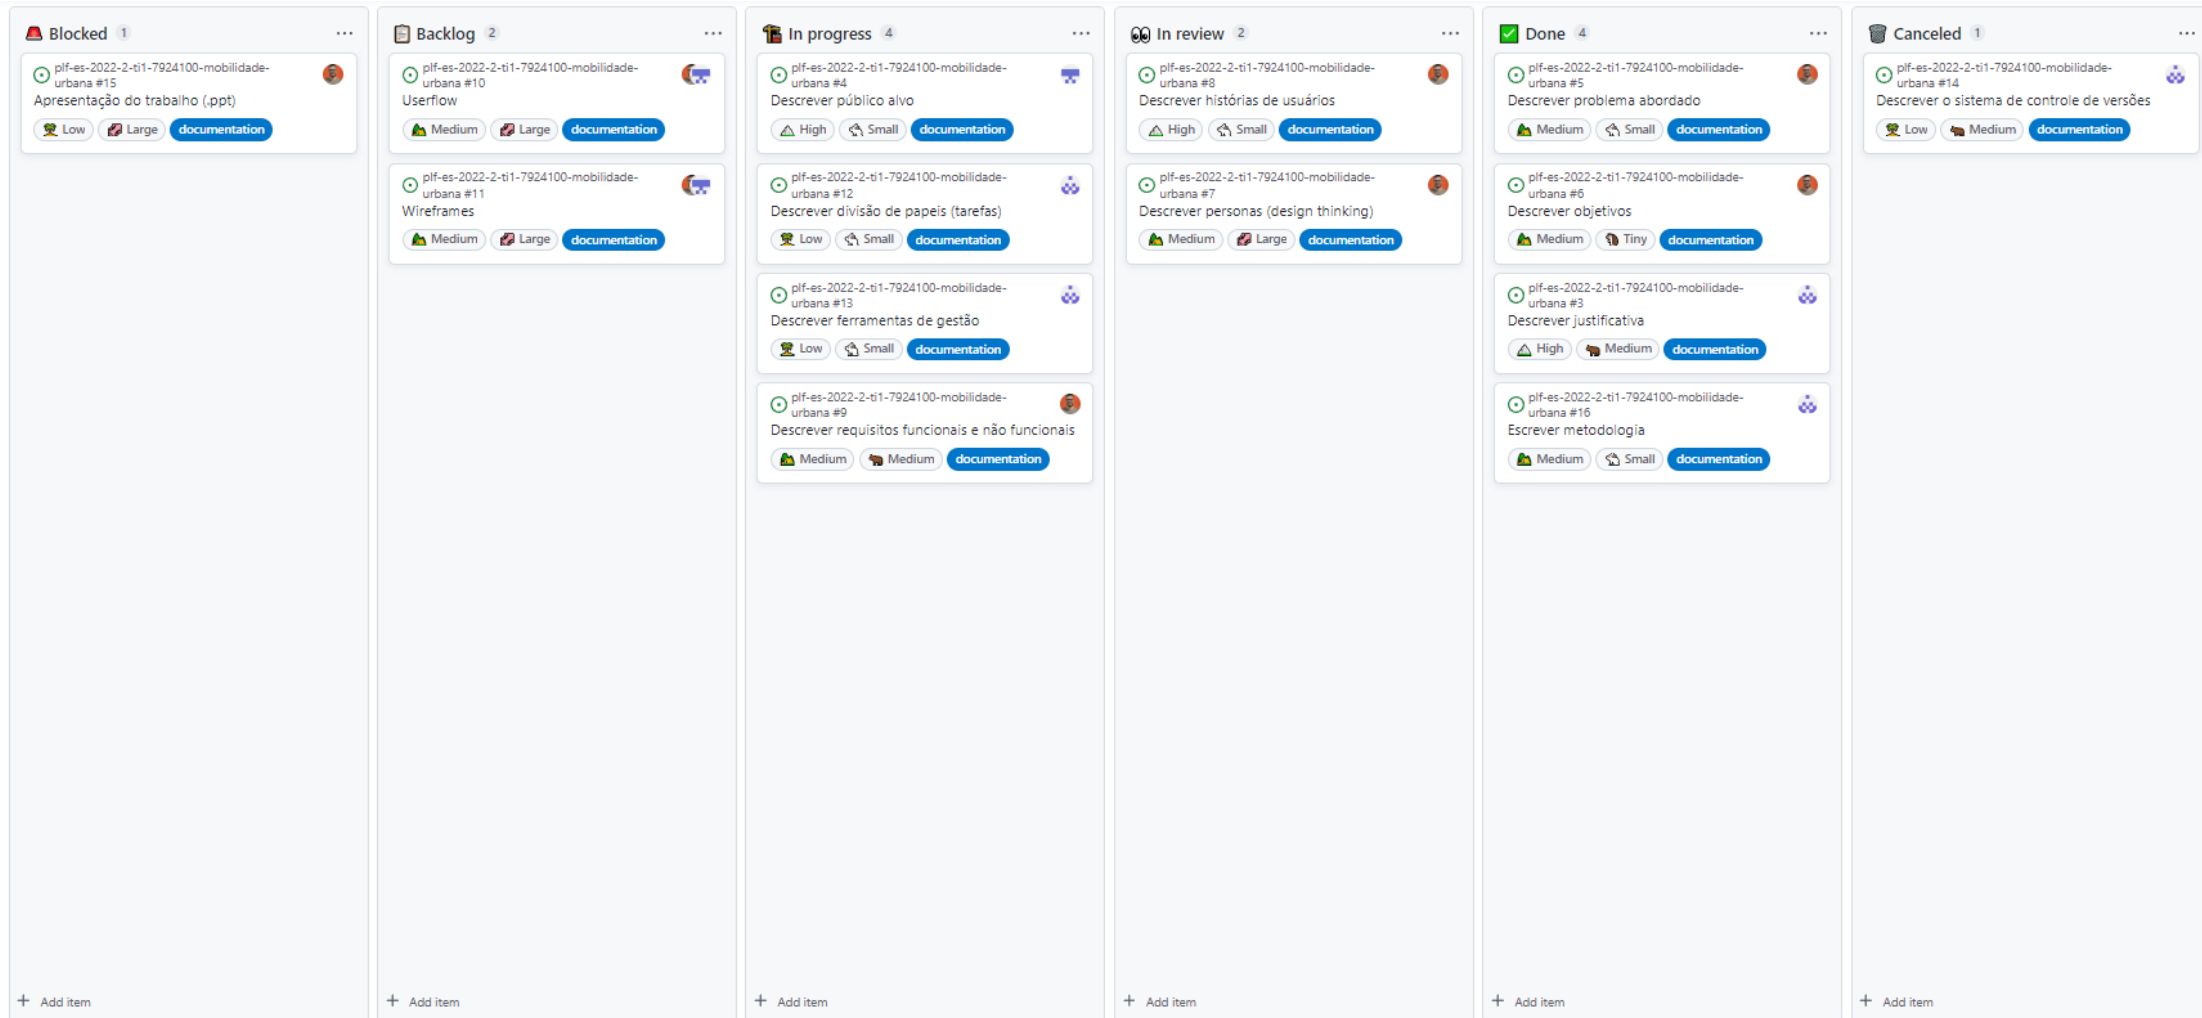 Blocked 1 ...
plf-es-2022-2-ti1-7924100-mobilidade-
urbana #15
Apresentação do trabalho (.ppt)
Low Large documentation
+ Add item
Backlog 2 ...
plf-es-2022-2-ti1-7924100-mobilidade-
urbana #10
Userflow
Medium Large documentation
plf-es-2022-2-ti1-7924100-mobilidade-
urbana #11
Wireframes
Medium Large documentation
+ Add item
In progress 4 ...
plf-es-2022-2-ti1-7924100-mobilidade-
urbana #4
Descrever público alvo
High Small documentation
plf-es-2022-2-ti1-7924100-mobilidade-
urbana #12
Descrever divisão de papeis (tarefas)
Low Small documentation
plf-es-2022-2-ti1-7924100-mobilidade-
urbana #13
Descrever ferramentas de gestão
Low Small documentation
plf-es-2022-2-ti1-7924100-mobilidade-
urbana #9
Descrever requisitos funcionais e não funcionais
Medium Medium documentation
+ Add item
In review 2 ...
plf-es-2022-2-ti1-7924100-mobilidade-
urbana #8
Descrever histórias de usuários
High Small documentation
plf-es-2022-2-ti1-7924100-mobilidade-
urbana #7
Descrever personas (design thinking)
Medium Large documentation
+ Add item
Done 4 ...
plf-es-2022-2-ti1-7924100-mobilidade-
urbana #5
Descrever problema abordado
Medium Small documentation
plf-es-2022-2-ti1-7924100-mobilidade-
urbana #6
Descrever objetivos
Medium Tiny documentation
plf-es-2022-2-ti1-7924100-mobilidade-
urbana #3
Descrever justificativa
High Medium documentation
plf-es-2022-2-ti1-7924100-mobilidade-
urbana #16
Escrever metodologia
Medium Small documentation
+ Add item
Canceled 1 ...
plf-es-2022-2-ti1-7924100-mobilidade-
urbana #14
Descrever o sistema de controle de versões
Low Medium documentation
+ Add item